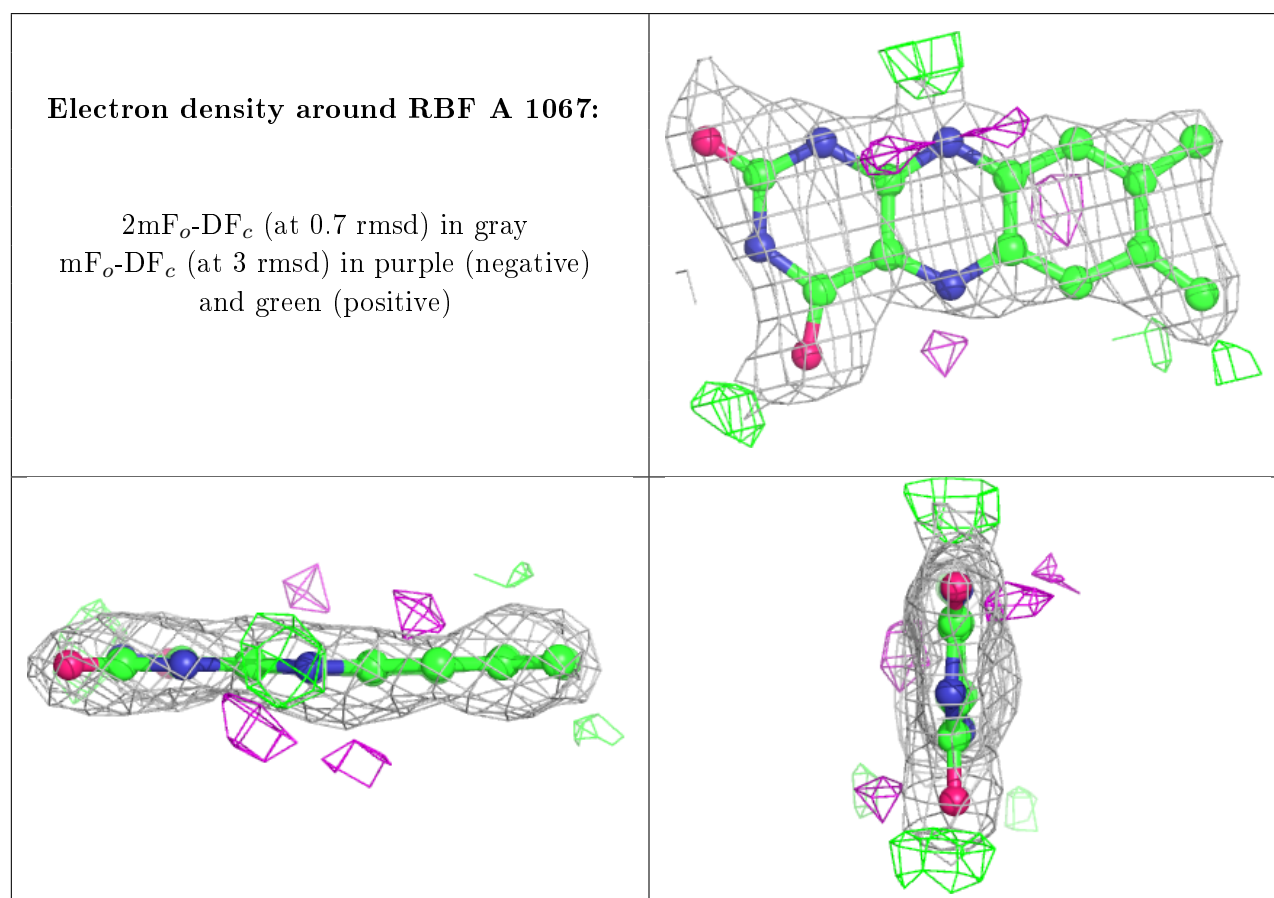 Electron density around RBF A 1067:
2mFₒ-DF𝒸 (at 0.7 rmsd) in gray
mFₒ-DF𝒸 (at 3 rmsd) in purple (negative)
and green (positive)